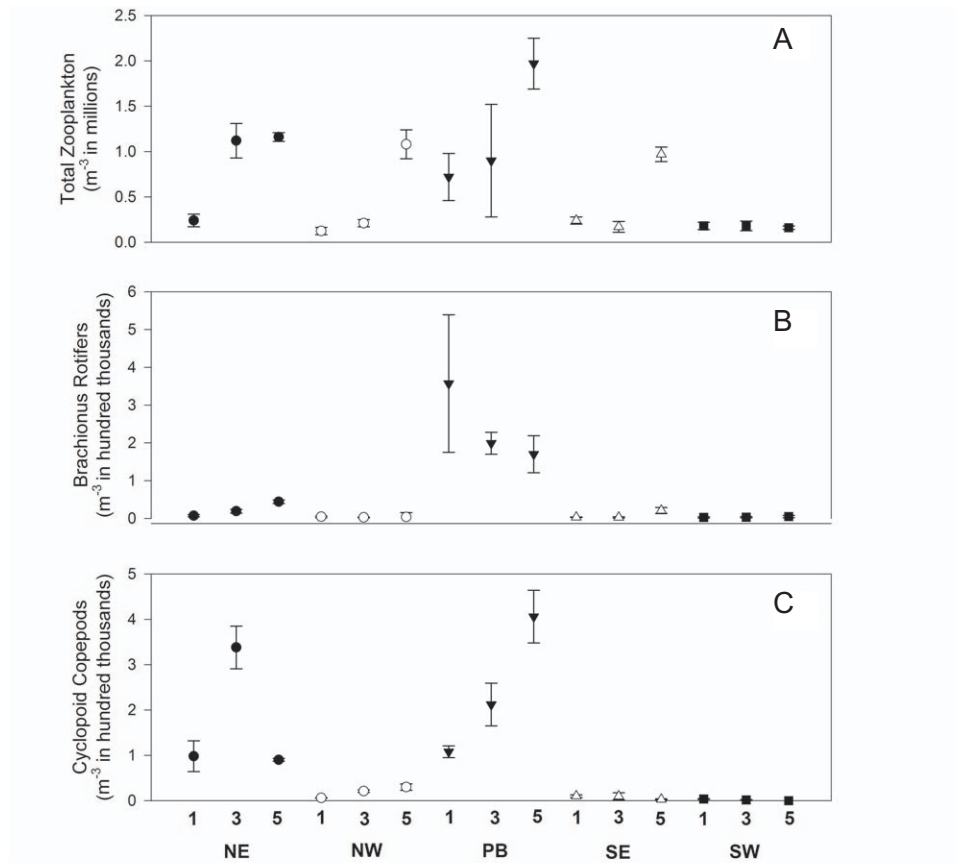 A
Total Zooplankton
(m-3 in millions)
2.5
2.0
1.5
1.0
0.5
0.0
B
Brachionus Rotifers
(m-3 in hundred thousands)
6
5
4
3
2
1
0
C
Cyclopoid Copepods
(m-3 in hundred thousands)
5
4
3
2
1
0
1 3 5 1 3 5 1 3 5 1 3 5 1 3 5
NE NW PB SE SW